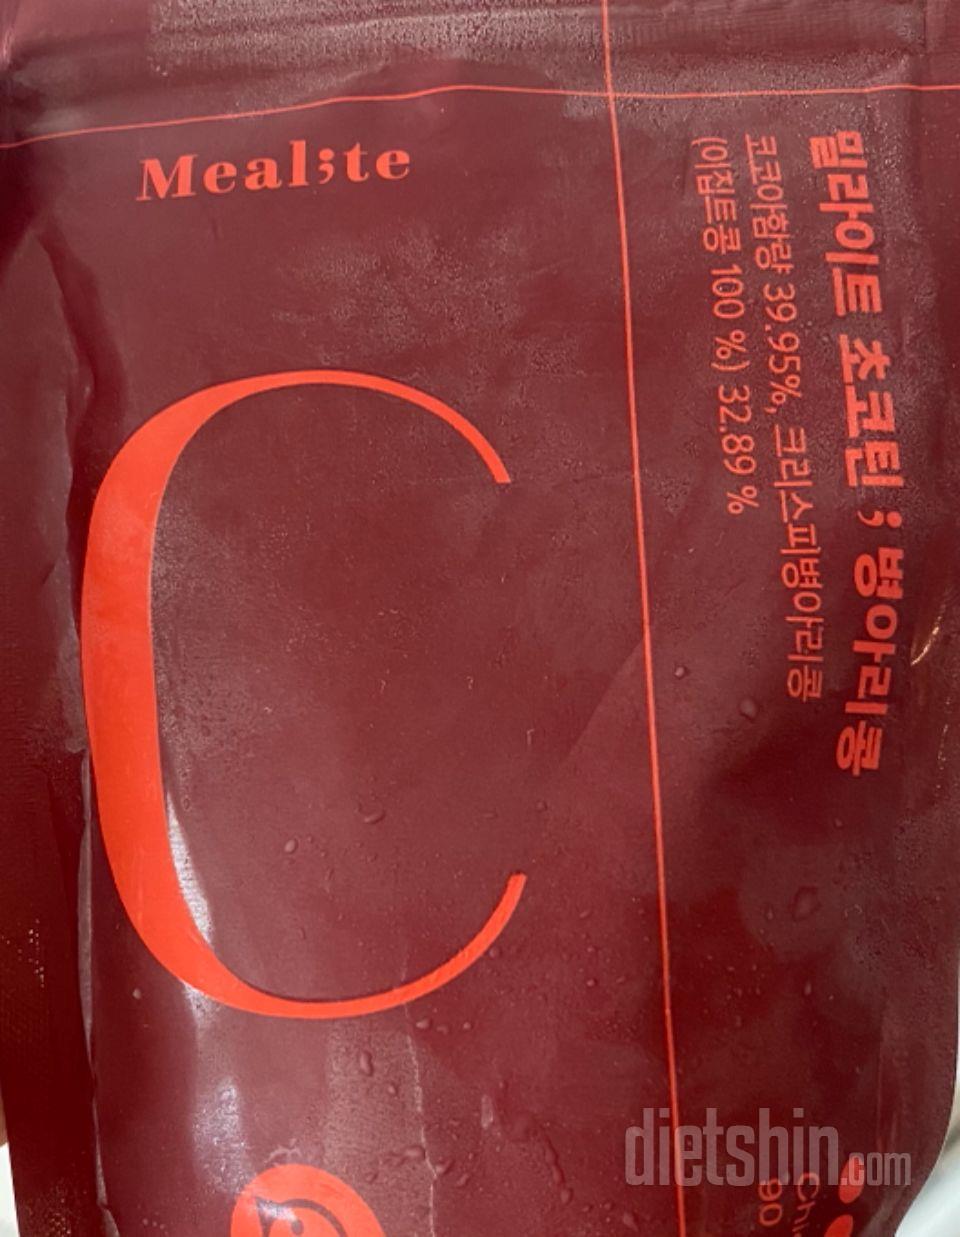 Meal;te
C
밀라이트 초코틴 ; 병아리콩
코코아함량 39.95%, 크리스피병아리콩
(이집트콩 100 %) 32.89 %
90
dietshin.com